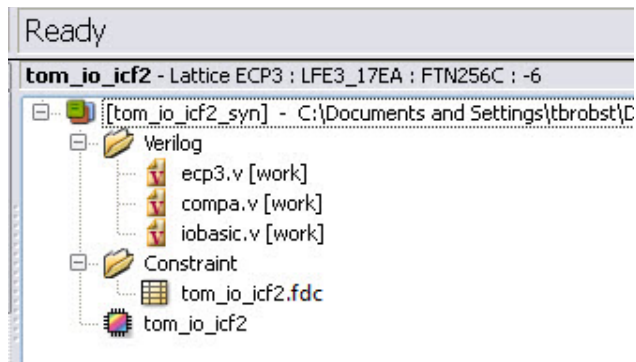 Ready
tom_io_icf2 - Lattice ECP3 : LFE3_17EA : FTN256C : -6
[tom_io_icf2_syn] - C:\Documents and Settings\tbrobst\D
Verilog
ecp3.v [work]
compa.v [work]
iobasic.v [work]
Constraint
tom_io_icf2.fdc
tom_io_icf2